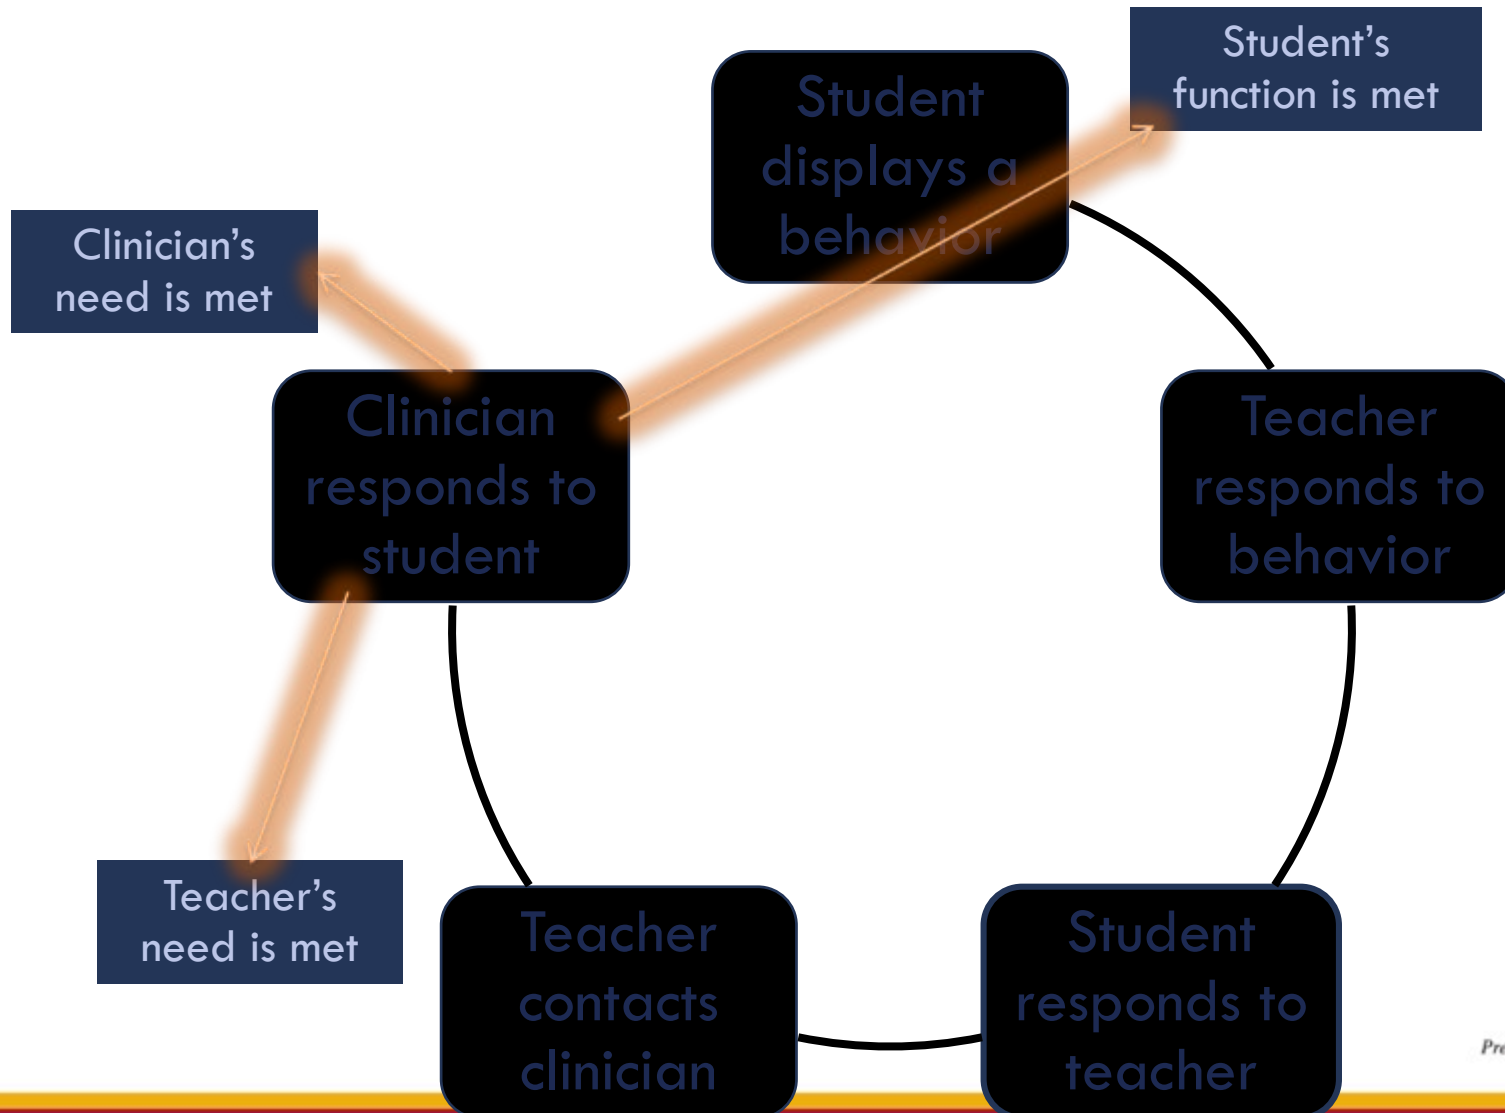 Student's
function is met
Student
displays a
behavior
Clinician's
need is met
Teacher
responds to
behavior
Clinician
responds to
student
Student
responds to
teacher
Teacher
contacts
clinician
Teacher's
need is met